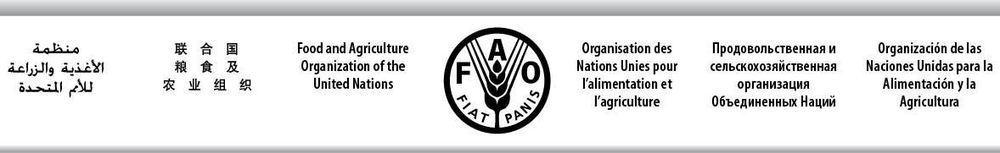 منظمة
الأغذية والزراعة
للأمم المتحدة
联合国
粮食及
农业组织
Food and Agriculture
Organization of the
United Nations
F A O
FIAT PANIS
Organisation des
Nations Unies pour
l'alimentation et
l'agriculture
Продовольственная и
cельскохозяйственная
организация
Объединенных Наций
Organización de las
Naciones Unidas para la
Alimentación y la
Agricultura